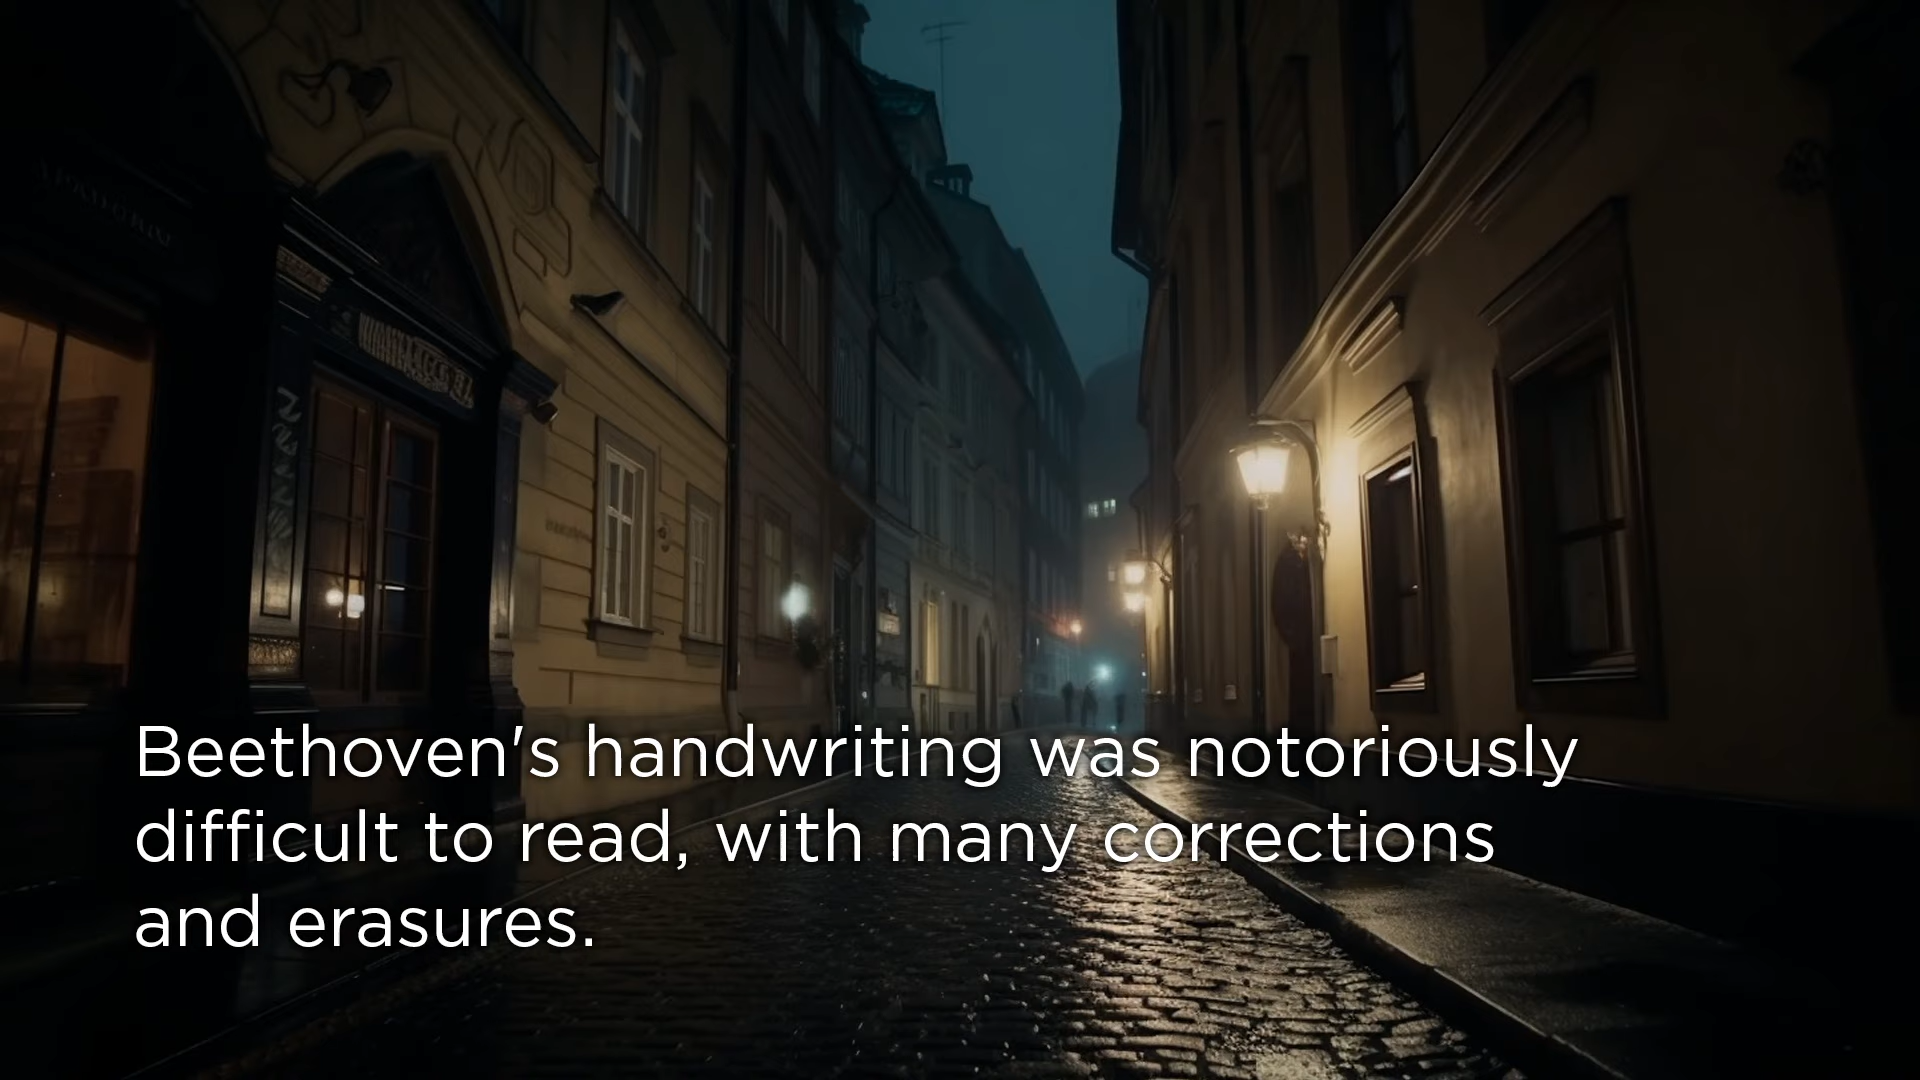 Beethoven's handwriting was notoriously
difficult to read, with many corrections
and erasures.